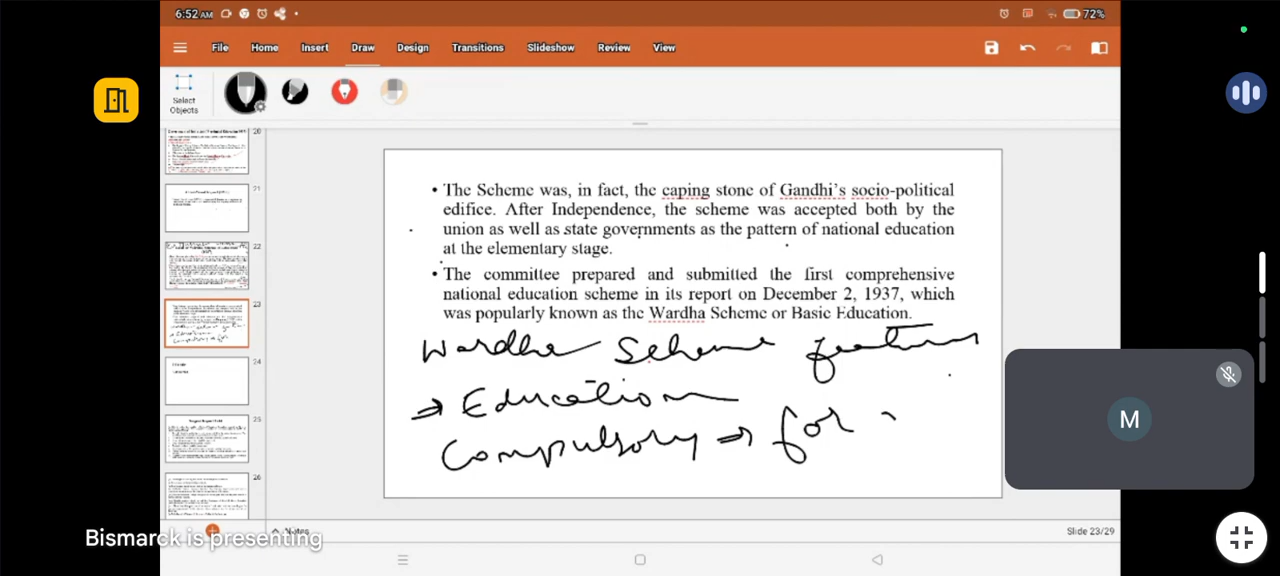 6:52 AM
72%
File Home Insert Draw Design Transitions Slideshow Review View
Select
Objects
20
21
22
23
24
25
26
• The Scheme was, in fact, the caping stone of Gandhi's socio-political
edifice. After Independence, the scheme was accepted both by the
union as well as state governments as the pattern of national education
at the elementary stage.
• The committee prepared and submitted the first comprehensive
national education scheme in its report on December 2, 1937, which
was popularly known as the Wardha Scheme or Basic Education.
Wardha Scheme features
⇒ Education
Compulsory ⇒ for
M
Notes
Slide 23/29
Bismarck is presenting